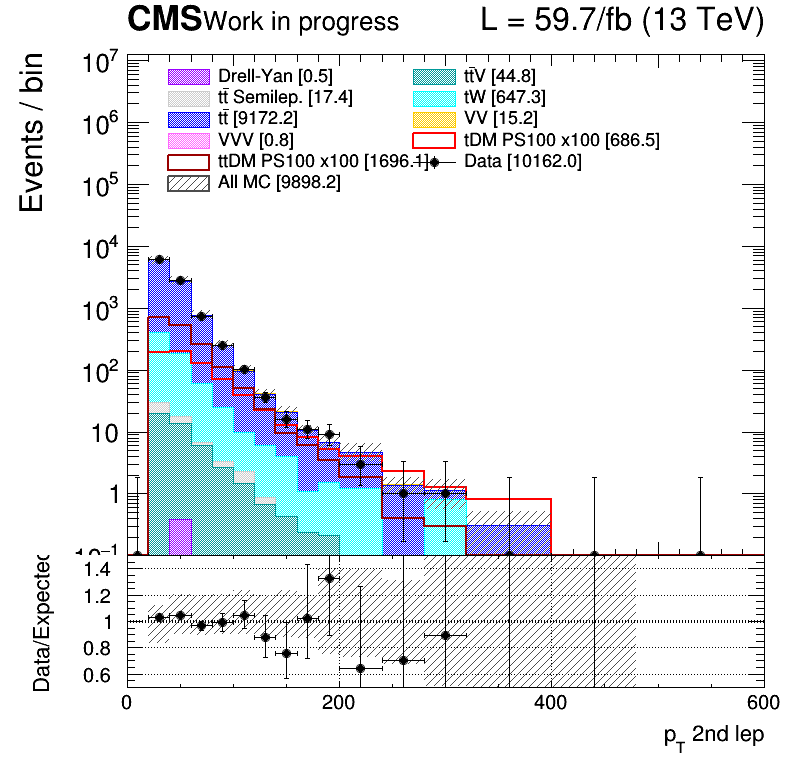 CMS Work in progress L = 59.7/fb (13 TeV)
Events / bin
Drell-Yan [0.5] tt̄V [44.8]
tt̄ Semilep. [17.4] tW [647.3]
tt̄ [9172.2] VV [15.2]
VVV [0.8] tDM PS100 x100 [686.5]
ttDM PS100 x100 [1696.1] Data [10162.0]
All MC [9898.2]
10⁷
10⁶
10⁵
10⁴
10³
10²
10
1
10⁻¹
Data/Expected
1.4
1.2
1
0.8
0.6
0 200 400 600
p_T 2nd lep